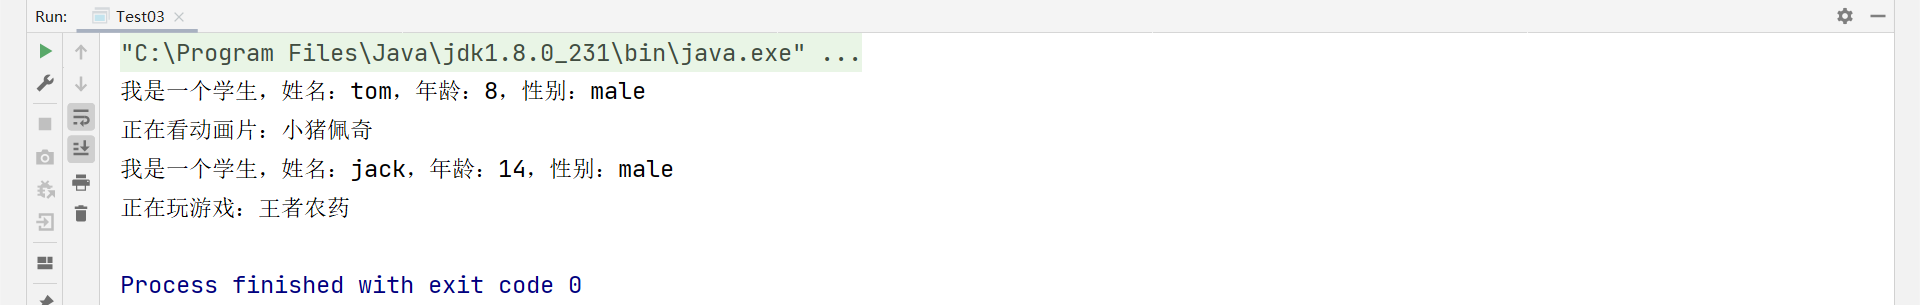 Run: Test03
"C:\Program Files\Java\jdk1.8.0_231\bin\java.exe" ...
我是一个学生，姓名：tom，年龄：8，性别：male
正在看动画片：小猪佩奇
我是一个学生，姓名：jack，年龄：14，性别：male
正在玩游戏：王者农药
Process finished with exit code 0